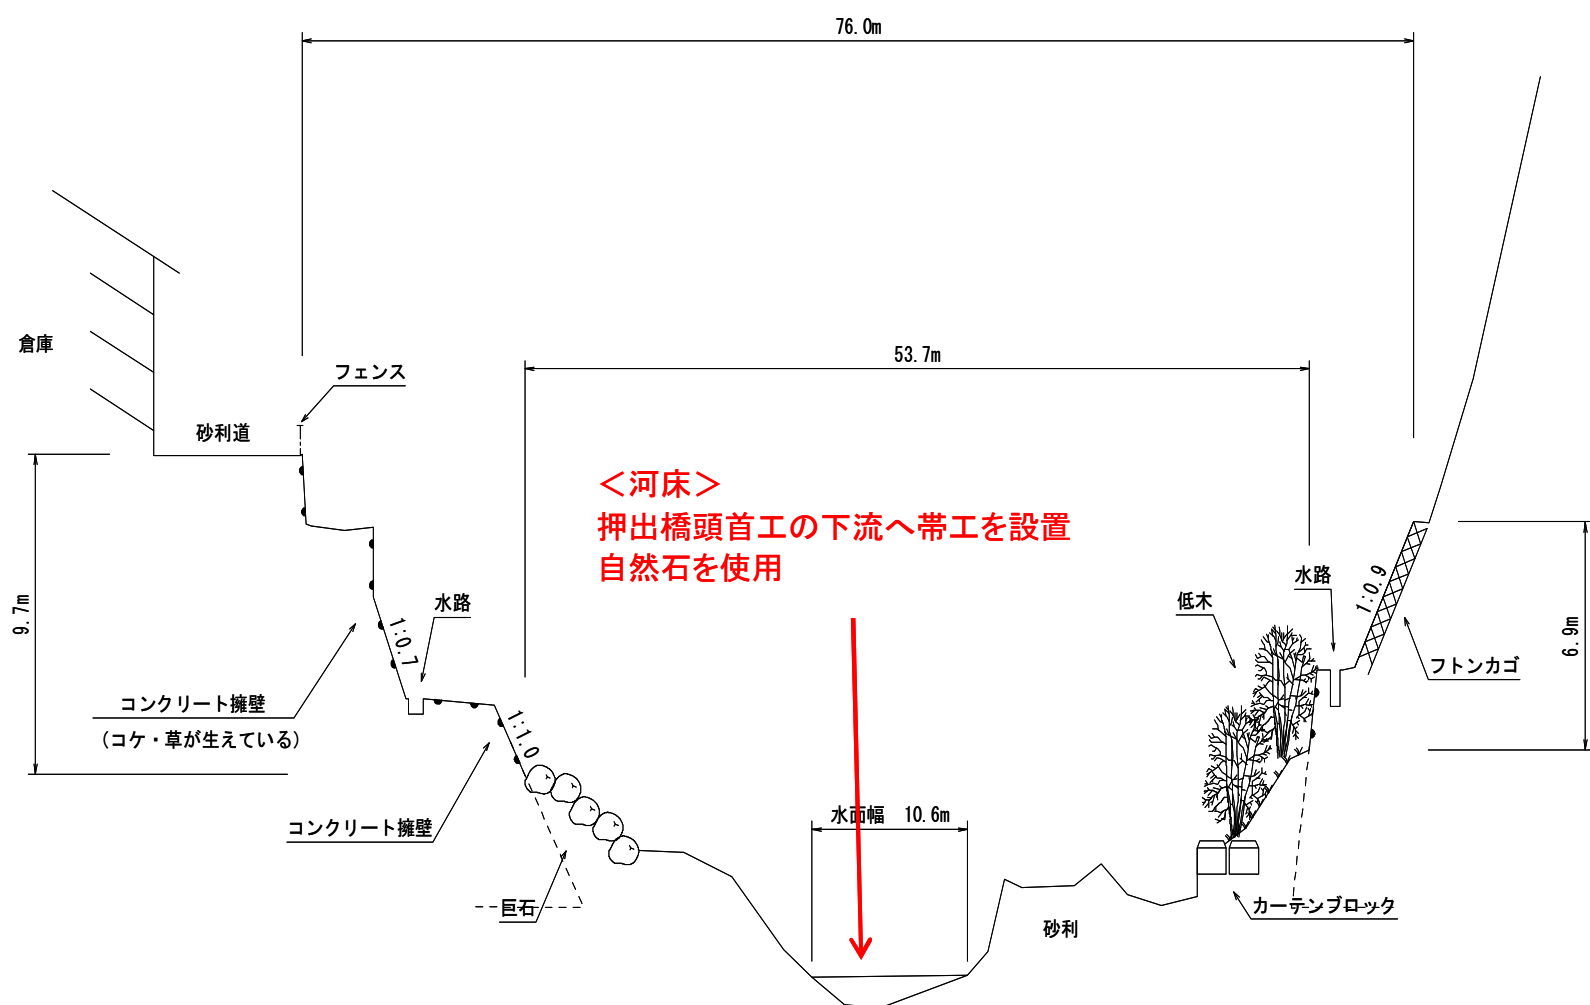 76.0m
倉庫
53.7m
フェンス
砂利道
<河床>
押出橋頭首工の下流へ帯工を設置
自然石を使用
9.7m
水路
1:0.7
コンクリート擁壁
(コケ・草が生えている)
1:1.0
コンクリート擁壁
巨石
水面幅 10.6m
砂利
低木
水路
1:0.9
6.9m
フトンカゴ
カーテンブロック